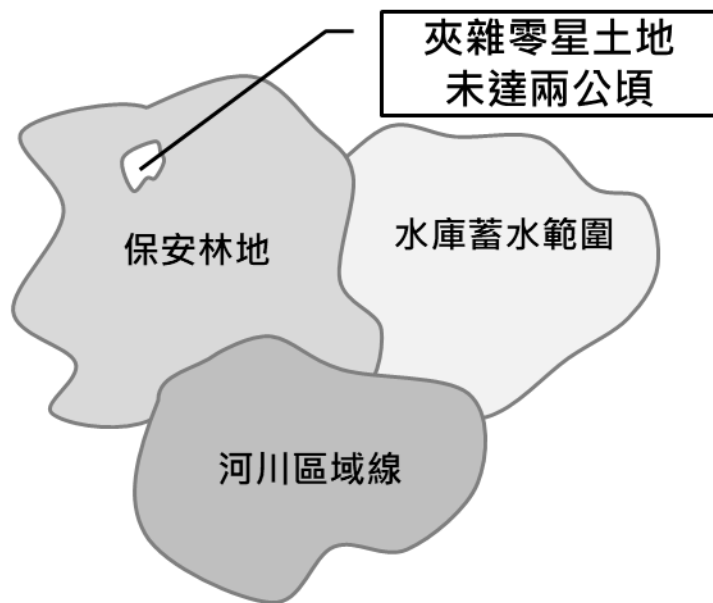 夾雜零星土地
未達兩公頃
保安林地
水庫蓄水範圍
河川區域線